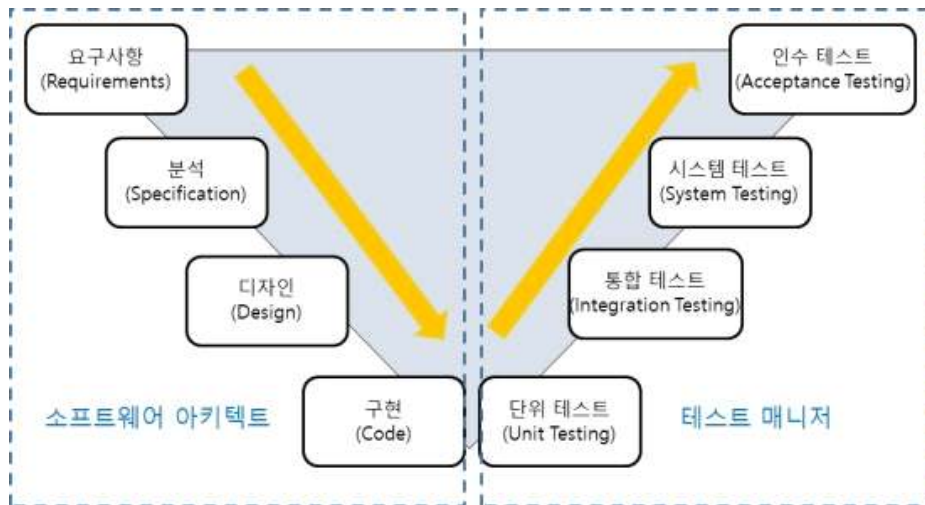 요구사항
(Requirements)
분석
(Specification)
디자인
(Design)
구현
(Code)
소프트웨어 아키텍트
인수 테스트
(Acceptance Testing)
시스템 테스트
(System Testing)
통합 테스트
(Integration Testing)
단위 테스트
(Unit Testing)
테스트 매니저